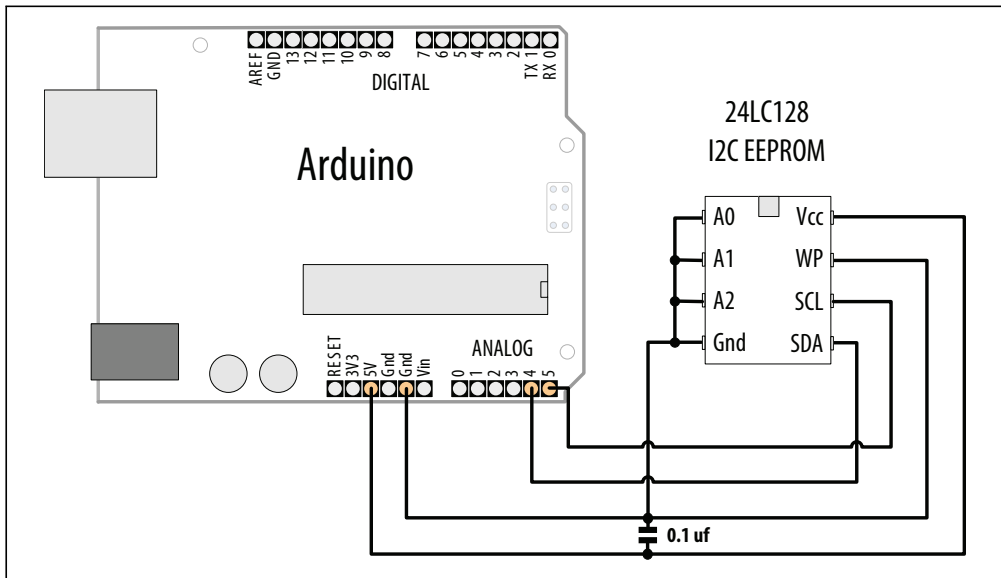 AREF
GND
13
12
11
10
9
8
7
6
5
4
3
2
TX 1
RX 0
DIGITAL
Arduino
24LC128
I2C EEPROM
A0
Vcc
A1
WP
A2
SCL
Gnd
SDA
ANALOG
RESET
3V3
5V
Gnd
Gnd
Vin
0
1
2
3
4
5
0.1 uf